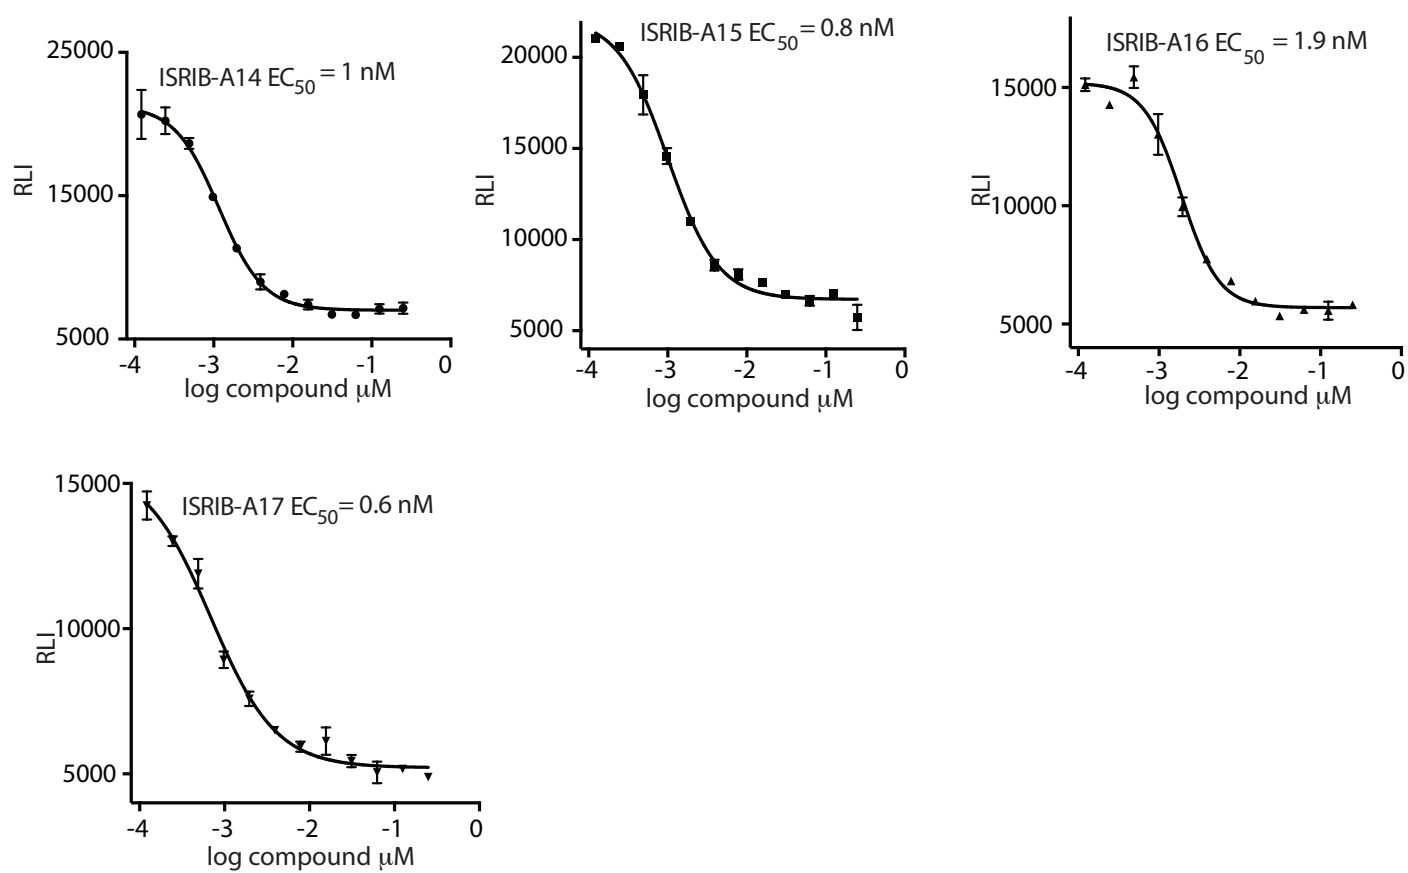 ISRIB-A14 EC50 = 1 nM
25000
15000
5000
RLI
-4 -3 -2 -1 0
log compound μM
ISRIB-A15 EC50 = 0.8 nM
20000
15000
10000
5000
RLI
-4 -3 -2 -1 0
log compound μM
ISRIB-A16 EC50 = 1.9 nM
15000
10000
5000
RLI
-4 -3 -2 -1 0
log compound μM
ISRIB-A17 EC50 = 0.6 nM
15000
10000
5000
RLI
-4 -3 -2 -1 0
log compound μM